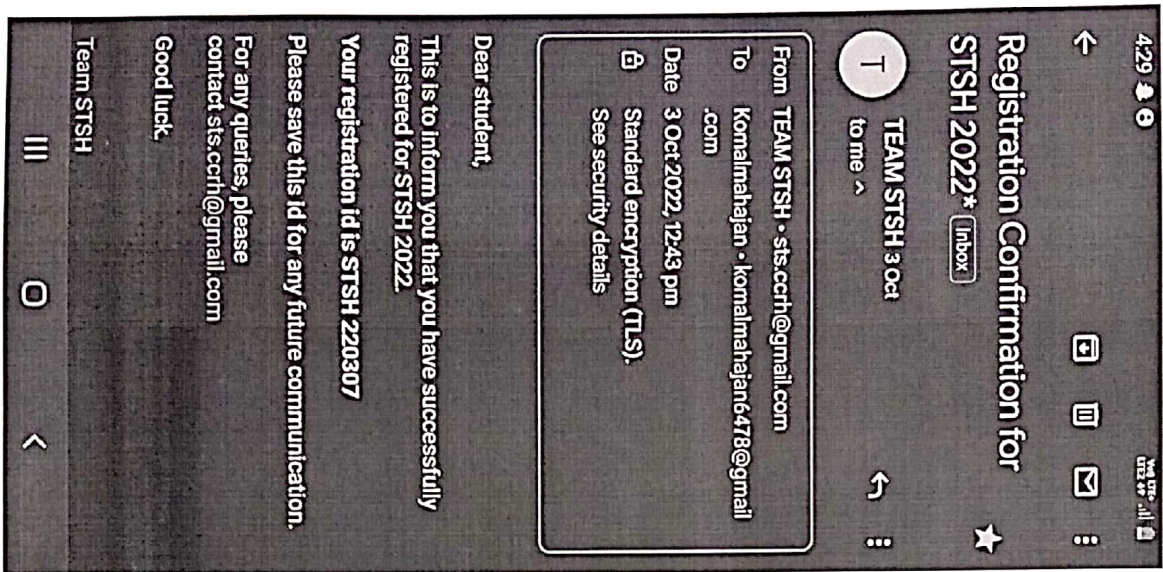 4:29
Registration Confirmation for
STSH 2022* Inbox
T
TEAM STSH 3 Oct
to me
From TEAM STSH • sts.ccrh@gmail.com
To Komalmahajan • komalmahajan6478@gmail
.com
Date 3 Oct 2022, 12:43 pm
Standard encryption (TLS).
See security details
Dear student,
This is to inform you that you have successfully
registered for STSH 2022.
Your registration id is STSH 220307
Please save this id for any future communication.
For any queries, please
contact sts.ccrh@gmail.com
Good luck.
Team STSH